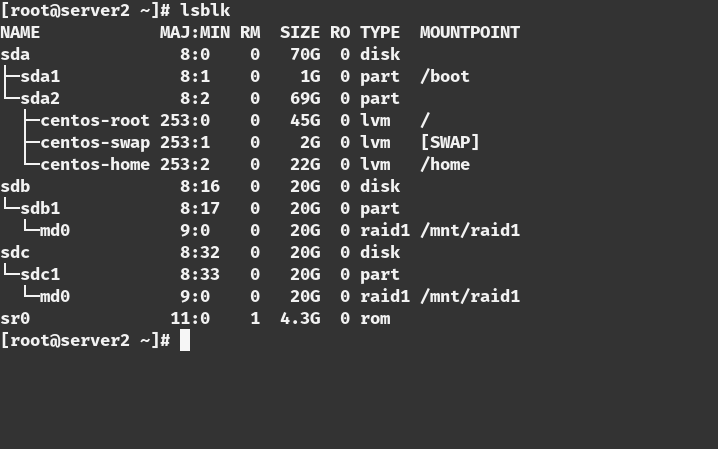 [root@server2 ~]# lsblk
NAME            MAJ:MIN RM  SIZE RO TYPE  MOUNTPOINT
sda               8:0    0   70G  0 disk
├─sda1            8:1    0    1G  0 part  /boot
└─sda2            8:2    0   69G  0 part
  ├─centos-root 253:0    0   45G  0 lvm   /
  ├─centos-swap 253:1    0    2G  0 lvm   [SWAP]
  └─centos-home 253:2    0   22G  0 lvm   /home
sdb               8:16   0   20G  0 disk
└─sdb1            8:17   0   20G  0 part
  └─md0           9:0    0   20G  0 raid1 /mnt/raid1
sdc               8:32   0   20G  0 disk
└─sdc1            8:33   0   20G  0 part
  └─md0           9:0    0   20G  0 raid1 /mnt/raid1
sr0              11:0    1  4.3G  0 rom
[root@server2 ~]#